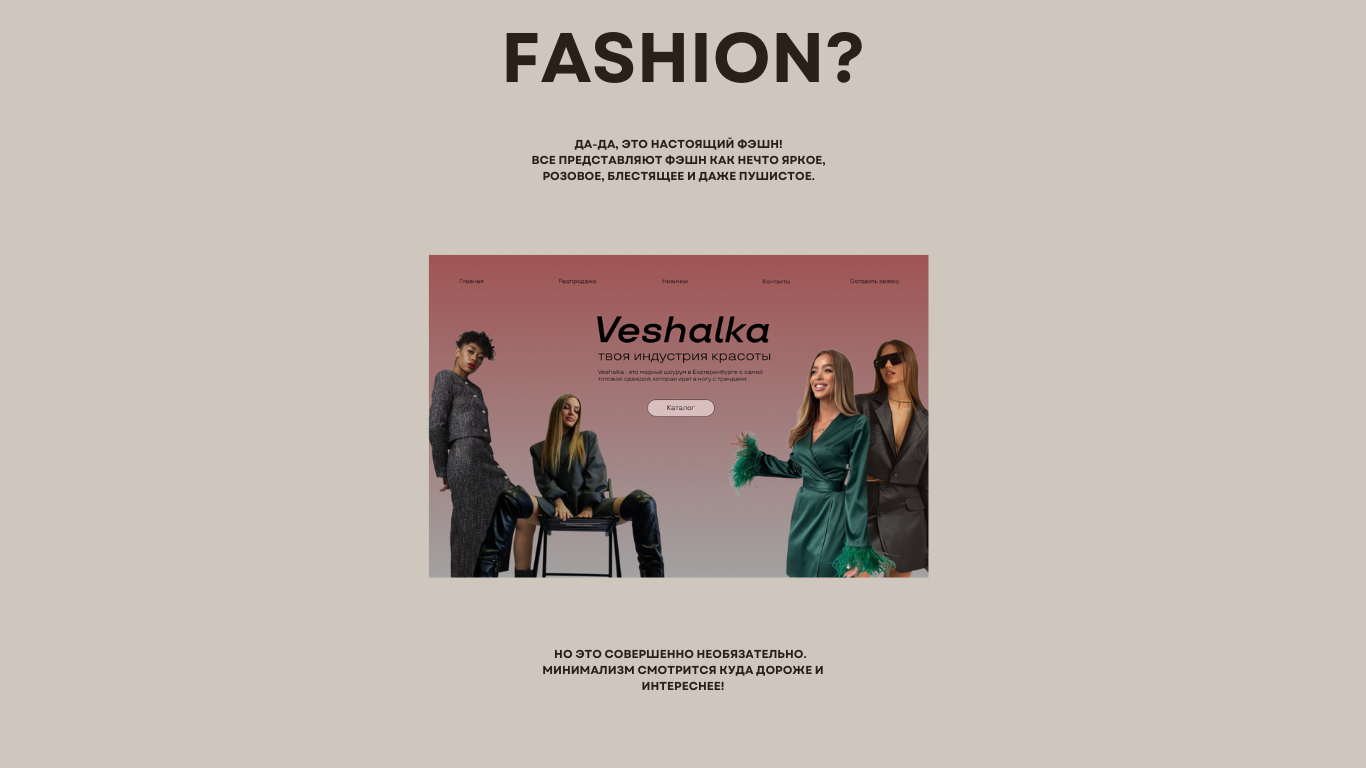 FASHION?
ДА-ДА, ЭТО НАСТОЯЩИЙ ФЭШН!
ВСЕ ПРЕДСТАВЛЯЮТ ФЭШН КАК НЕЧТО ЯРКОЕ,
РОЗОВОЕ, БЛЕСТЯЩЕЕ И ДАЖЕ ПУШИСТОЕ.
Главная Распродажа Новинки Контакты Оставить заявку
Veshalka
твоя индустрия красоты
Veshalka - это модный шоурум в Екатеринбурге с самой
топовой одеждой, которая идет в ногу с трендами
Каталог
НО ЭТО СОВЕРШЕННО НЕОБЯЗАТЕЛЬНО.
МИНИМАЛИЗМ СМОТРИТСЯ КУДА ДОРОЖЕ И
ИНТЕРЕСНЕЕ!